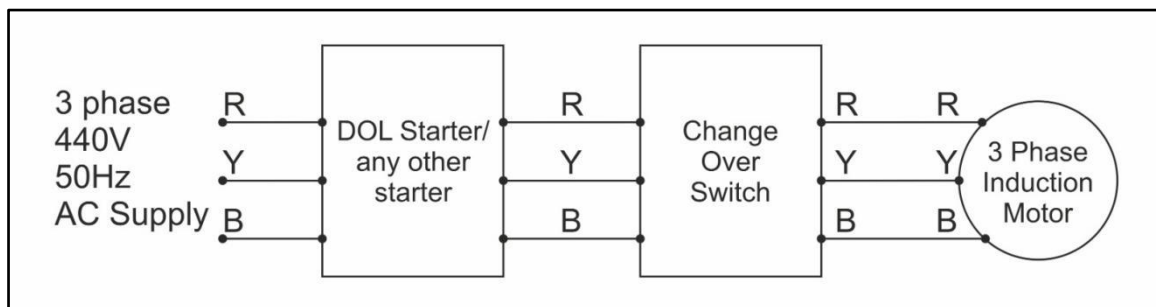 3 phase
440V
50Hz
AC Supply
R
Y
B
DOL Starter/
any other
starter
R
Y
B
Change
Over
Switch
R R
Y Y
B B
3 Phase
Induction
Motor